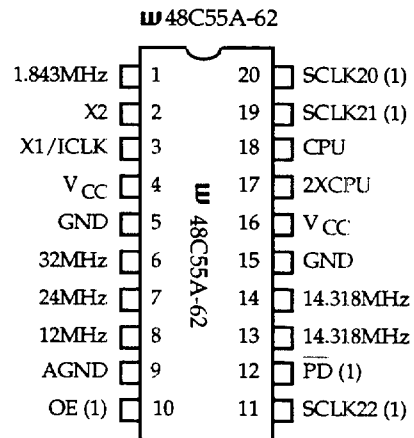 48C55A-62
1.843MHz 1 20 SCLK20 (1)
X2 2 19 SCLK21 (1)
X1/ICLK 3 18 CPU
VCC 4 17 2XCPU
GND 5 16 VCC
32MHz 6 15 GND
24MHz 7 14 14.318MHz
12MHz 8 13 14.318MHz
AGND 9 12 P̅D̅ (1)
OE (1) 10 11 SCLK22 (1)
48C55A-62